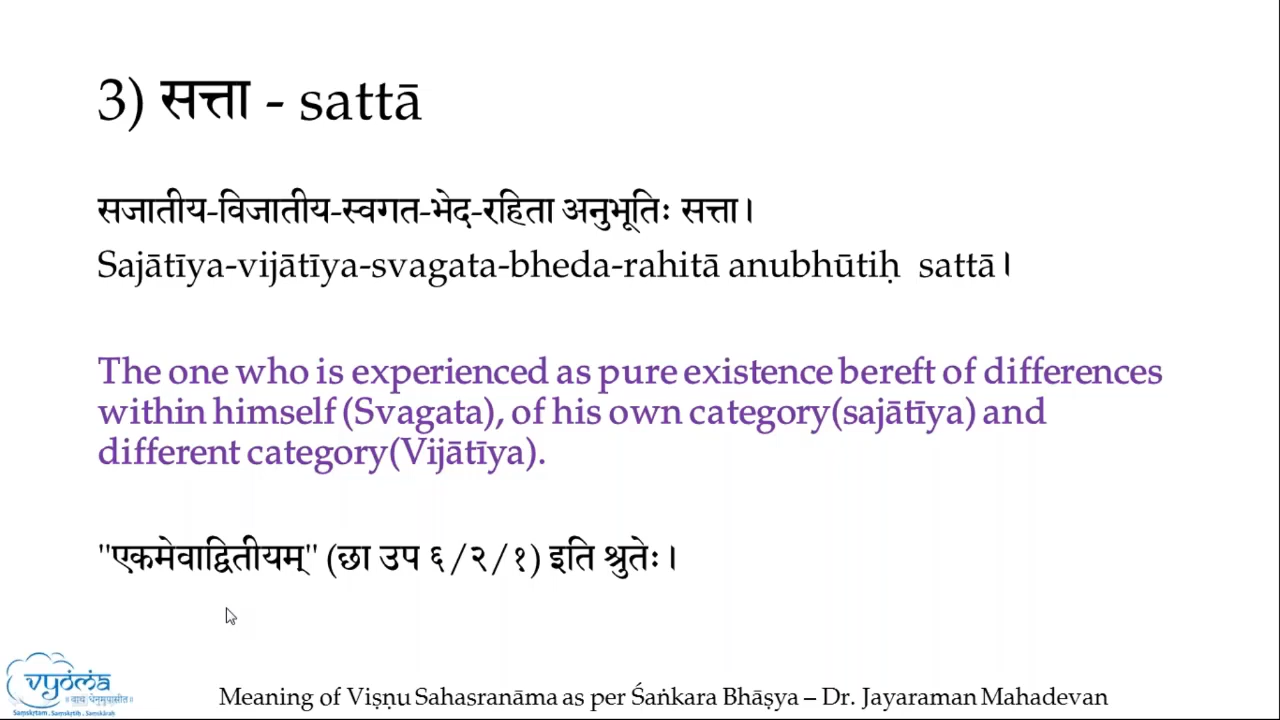 3) सत्ता - sattā
सजातीय-विजातीय-स्वगत-भेद-रहिता अनुभूतिः सत्ता।
Sajātīya-vijātīya-svagata-bheda-rahitā anubhūtiḥ sattā।
The one who is experienced as pure existence bereft of differences
within himself (Svagata), of his own category(sajātīya) and
different category(Vijātīya).
"एकमेवाद्वितीयम्" (छा उप ६/२/१) इति श्रुतेः।
vyoma
॥ वाचं धेनुमुपासीत॥
Samskrtam . Samskrtih . Samskarah
Meaning of Viṣṇu Sahasranāma as per Śaṅkara Bhāṣya – Dr. Jayaraman Mahadevan